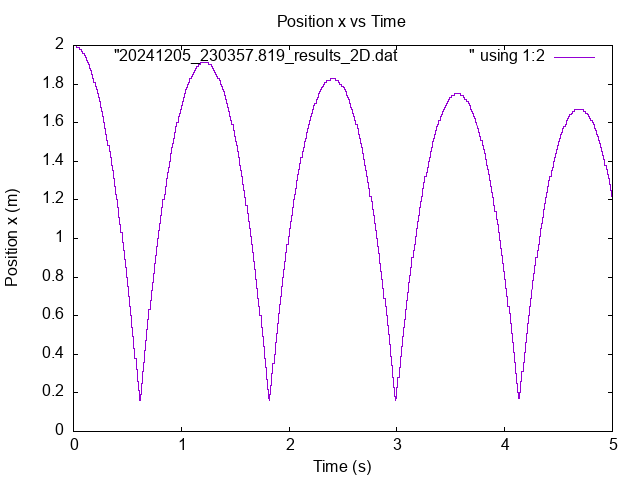 Position x vs Time
"20241205_230357.819_results_2D.dat " using 1:2
2
1.8
1.6
1.4
1.2
1
0.8
0.6
0.4
0.2
0
Position x (m)
0 1 2 3 4 5
Time (s)